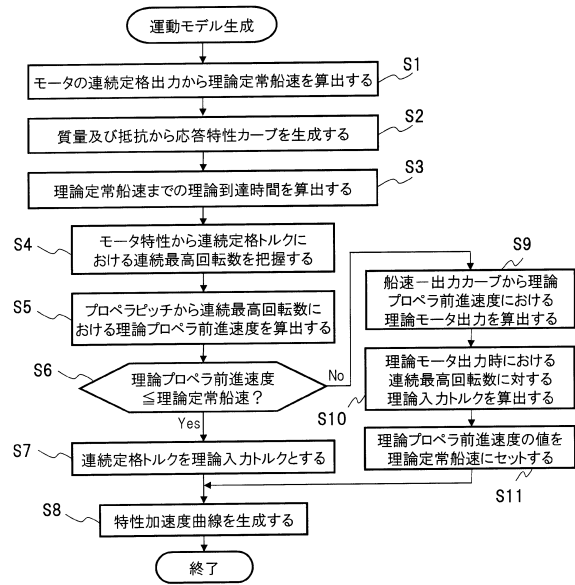 運動モデル生成
S1
モータの連続定格出力から理論定常船速を算出する
S2
質量及び抵抗から応答特性カーブを生成する
S3
理論定常船速までの理論到達時間を算出する
S4
モータ特性から連続定格トルクに
おける連続最高回転数を把握する
S5
プロペラピッチから連続最高回転数に
おける理論プロペラ前進速度を算出する
S6
理論プロペラ前進速度
≦理論定常船速?
No
Yes
S7
連続定格トルクを理論入力トルクとする
S8
特性加速度曲線を生成する
終了
S9
船速-出力カーブから理論
プロペラ前進速度における
理論モータ出力を算出する
理論モータ出力時における
連続最高回転数に対する
理論入力トルクを算出する
S10
理論プロペラ前進速度の値を
理論定常船速にセットする
S11